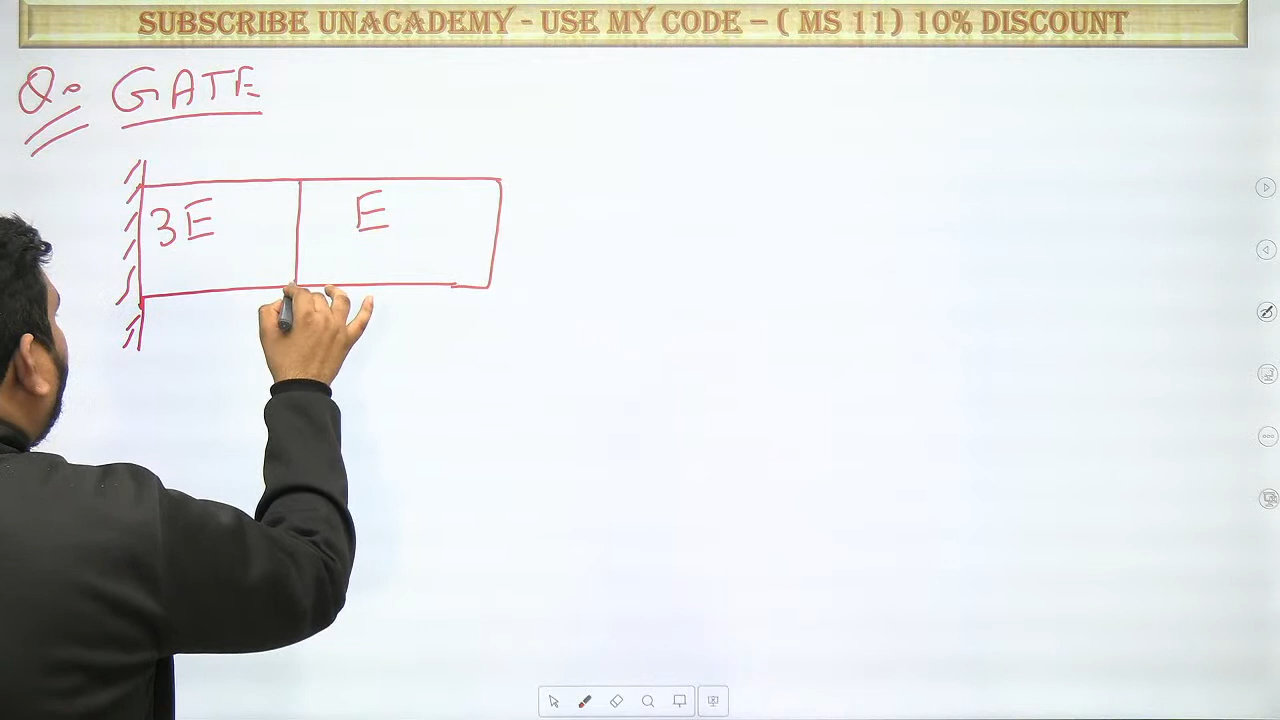 SUBSCRIBE UNACADEMY - USE MY CODE – ( MS 11) 10% DISCOUNT
Q. GATE
3E E